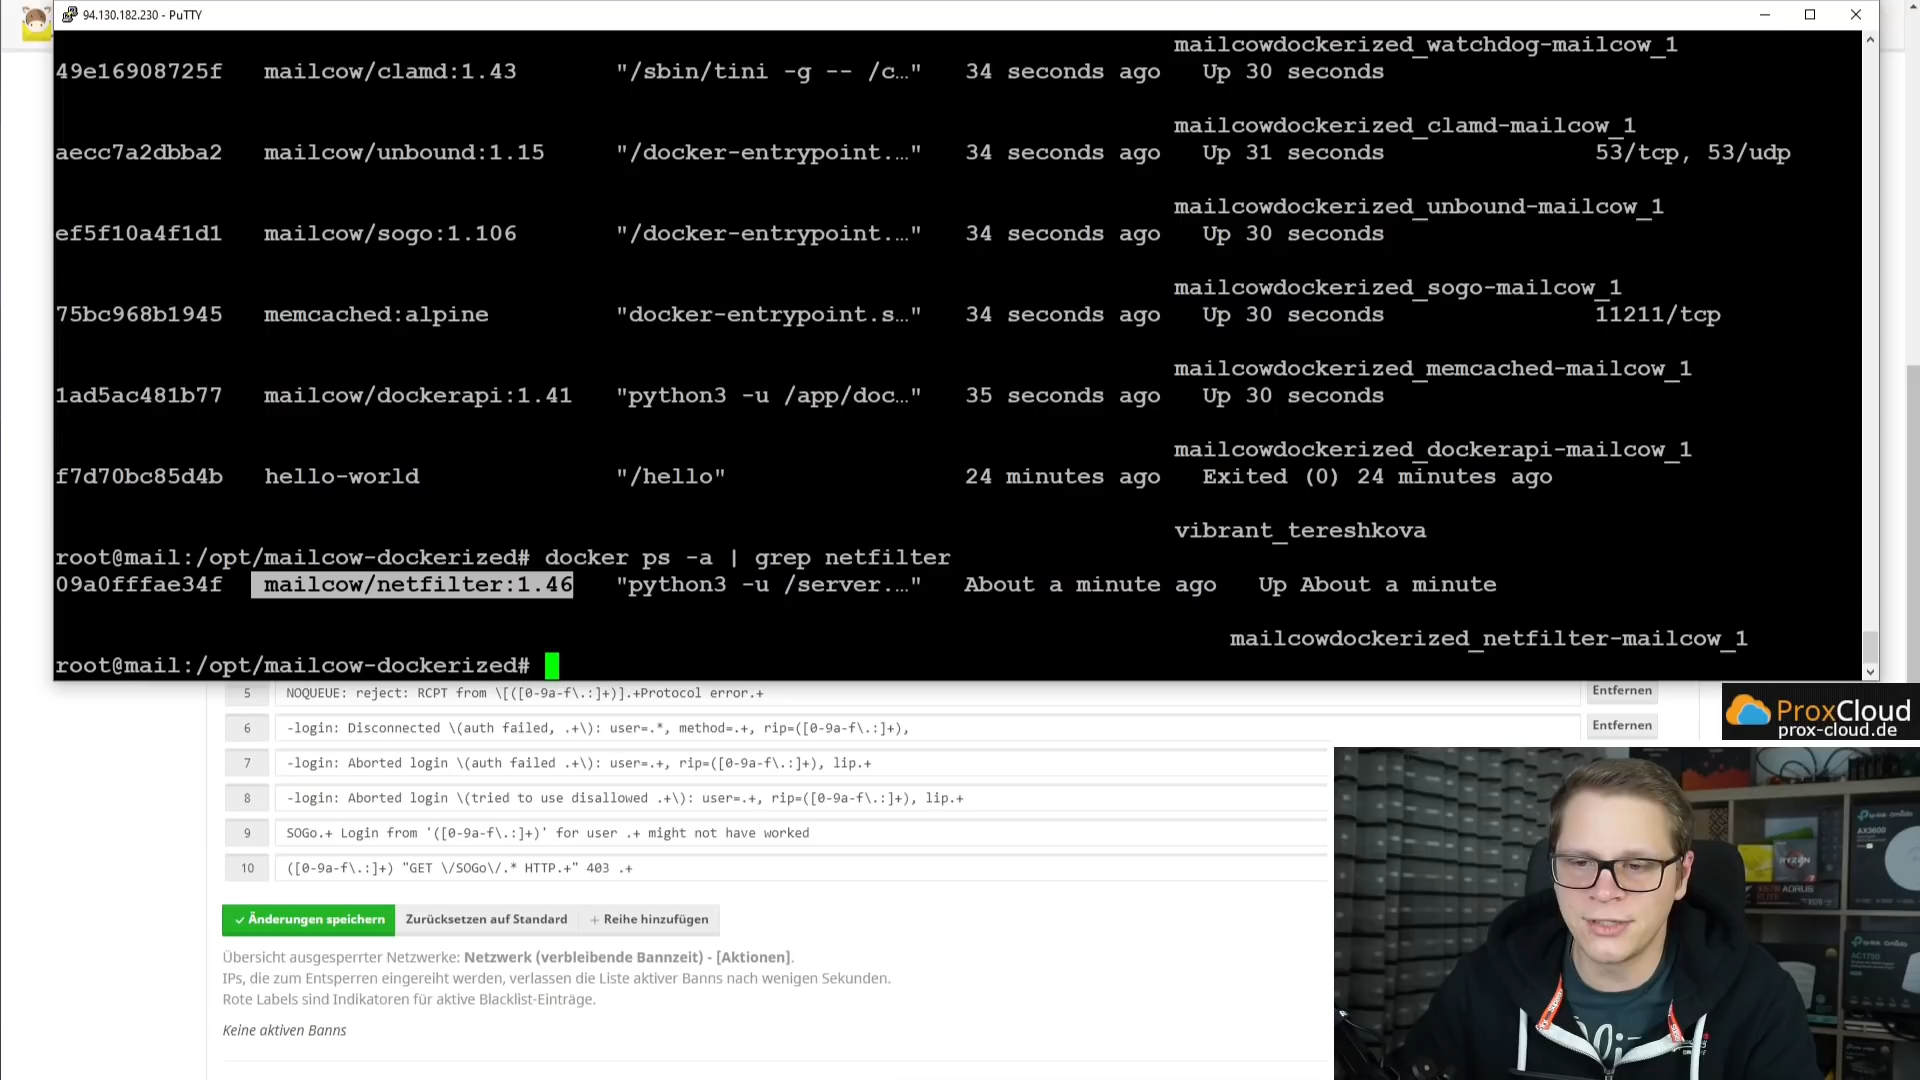 94.130.182.230 - PuTTY
mailcowdockerized_watchdog-mailcow_1
49e16908725f mailcow/clamd:1.43 "/sbin/tini -g -- /c…" 34 seconds ago Up 30 seconds
mailcowdockerized_clamd-mailcow_1
aecc7a2dbba2 mailcow/unbound:1.15 "/docker-entrypoint.…" 34 seconds ago Up 31 seconds 53/tcp, 53/udp
mailcowdockerized_unbound-mailcow_1
ef5f10a4f1d1 mailcow/sogo:1.106 "/docker-entrypoint.…" 34 seconds ago Up 30 seconds
mailcowdockerized_sogo-mailcow_1
75bc968b1945 memcached:alpine "docker-entrypoint.s…" 34 seconds ago Up 30 seconds 11211/tcp
mailcowdockerized_memcached-mailcow_1
1ad5ac481b77 mailcow/dockerapi:1.41 "python3 -u /app/doc…" 35 seconds ago Up 30 seconds
mailcowdockerized_dockerapi-mailcow_1
f7d70bc85d4b hello-world "/hello" 24 minutes ago Exited (0) 24 minutes ago
vibrant_tereshkova
root@mail:/opt/mailcow-dockerized# docker ps -a | grep netfilter
09a0fffae34f mailcow/netfilter:1.46 "python3 -u /server.…" About a minute ago Up About a minute
mailcowdockerized_netfilter-mailcow_1
root@mail:/opt/mailcow-dockerized#
5 NOQUEUE: reject: RCPT from \[([0-9a-f\.:]+)].+Protocol error.+ Entfernen
6 -login: Disconnected \(auth failed, .+\): user=.*, method=.+, rip=([0-9a-f\.:]+), Entfernen
7 -login: Aborted login \(auth failed .+\): user=.+, rip=([0-9a-f\.:]+), lip.+
8 -login: Aborted login \(tried to use disallowed .+\): user=.+, rip=([0-9a-f\.:]+), lip.+
9 SOGo.+ Login from '([0-9a-f\.:]+)' for user .+ might not have worked
10 ([0-9a-f\.:]+) "GET \/SOGo\/.* HTTP.+" 403 .+
Änderungen speichern Zurücksetzen auf Standard + Reihe hinzufügen
Übersicht ausgesperrter Netzwerke: Netzwerk (verbleibende Bannzeit) - [Aktionen].
IPs, die zum Entsperren eingereiht werden, verlassen die Liste aktiver Banns nach wenigen Sekunden.
Rote Labels sind Indikatoren für aktive Blacklist-Einträge.
Keine aktiven Banns
ProxCloud
prox-cloud.de
tp-link
AX3600
RYZEN
X570 AORUS
tp-link
AC1750